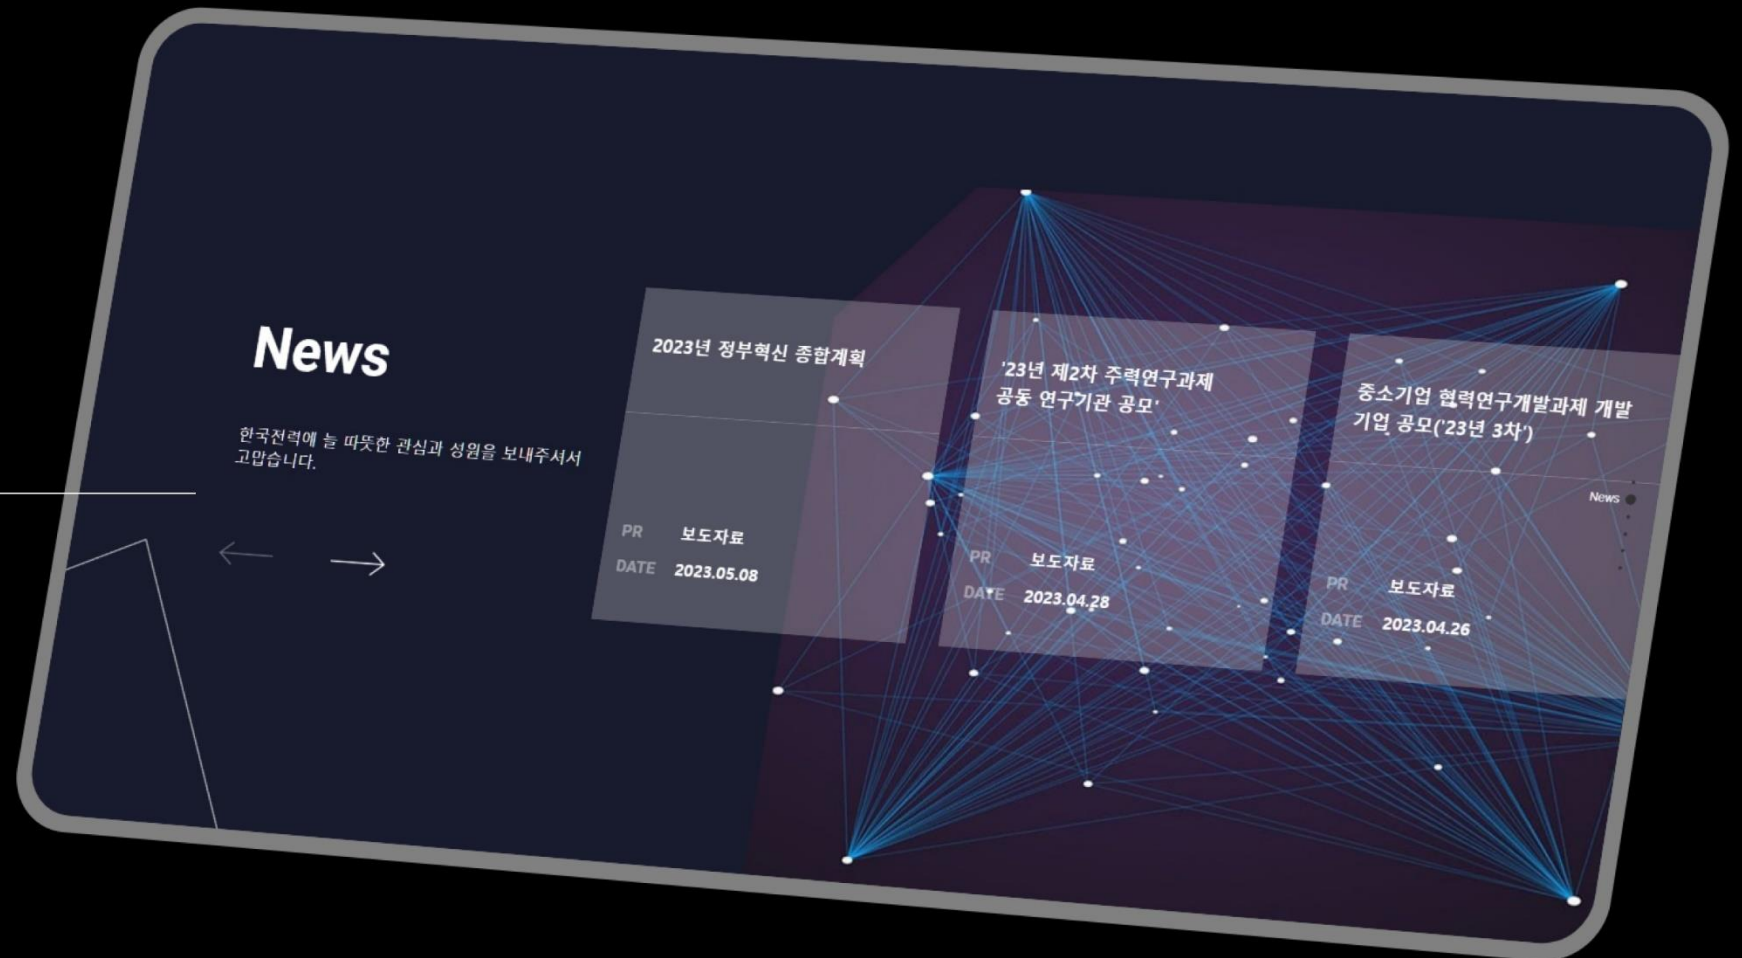 News
한국전력에 늘 따뜻한 관심과 성원을 보내주셔서
고맙습니다.
2023년 정부혁신 종합계획
PR 보도자료
DATE 2023.05.08
'23년 제2차 주력연구과제
공동 연구기관 공모'
PR 보도자료
DATE 2023.04.28
중소기업 협력연구개발과제 개발
기업 공모('23년 3차')
PR 보도자료
DATE 2023.04.26
News